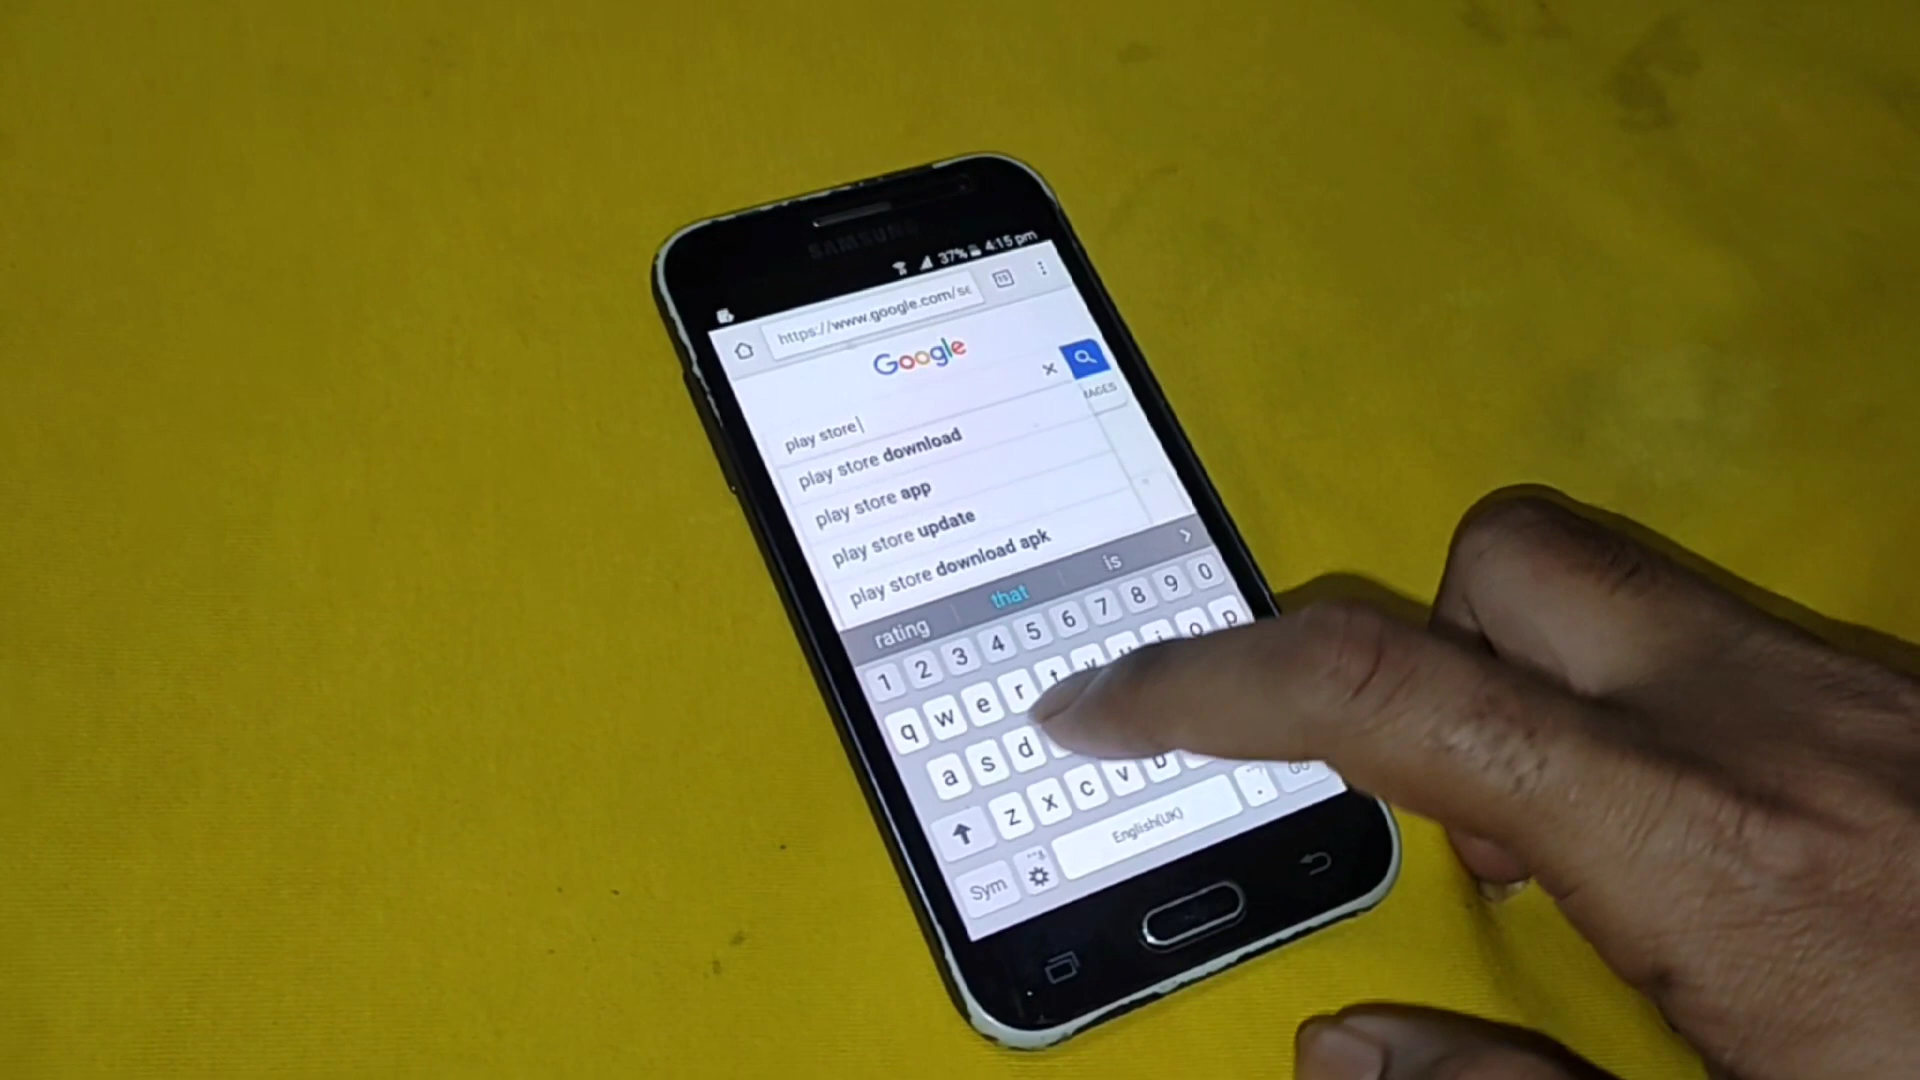 SAMSUNG
37% 4:15 pm
https://www.google.com/se
Google
play store
play store download
play store app
play store update
play store download apk
rating that is
1 2 3 4 5 6 7 8 9 0
q w e r t y u i o p
a s d
z x c v b
Sym English(UK) . Go